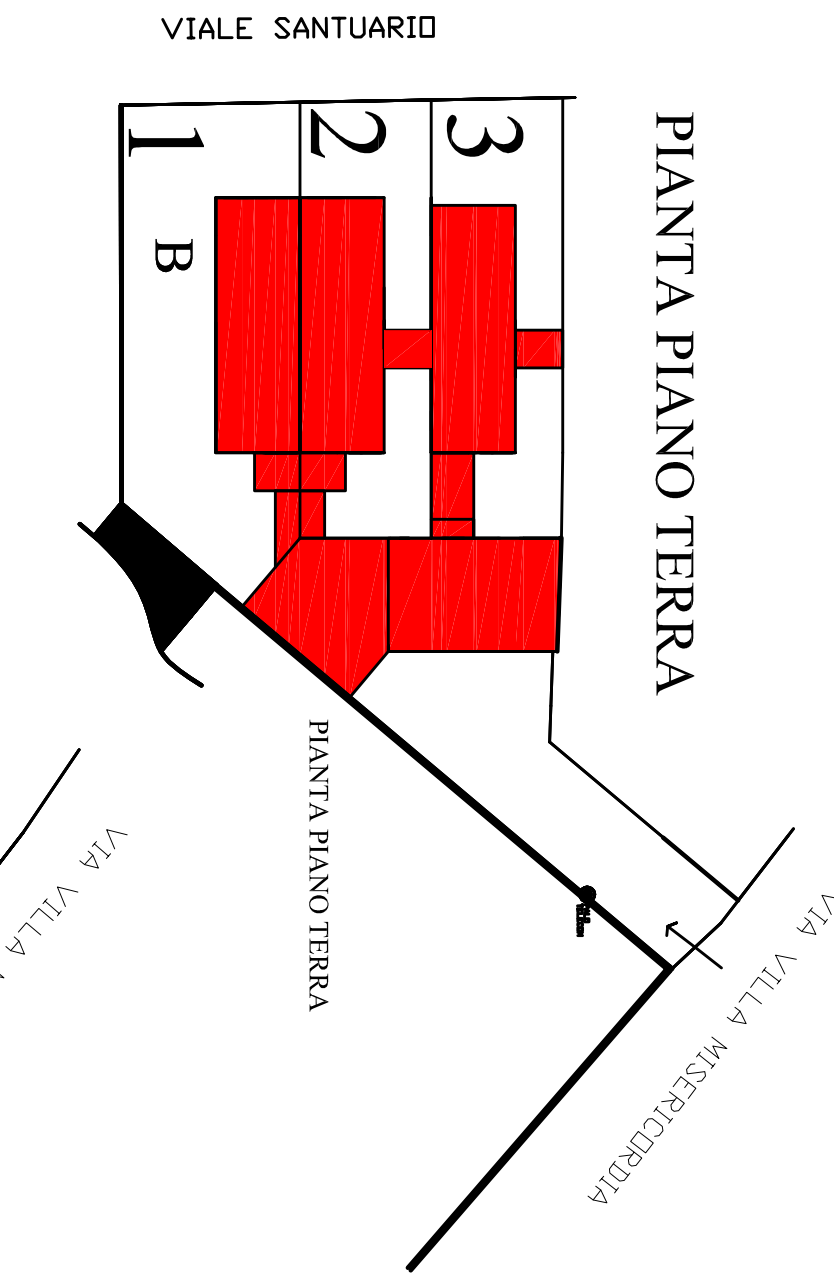 VIALE SANTUARIO
1
2
3
B
PIANTA PIANO TERRA
PIANTA PIANO TERRA
VIA VILLA
VIA VILLA MISERICORDIA